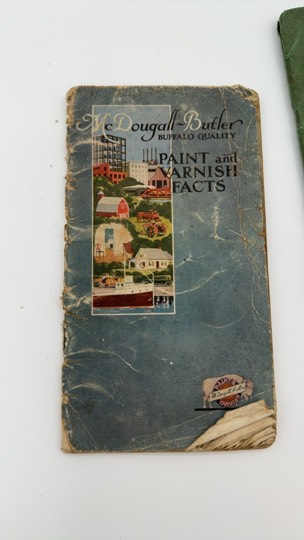 McDougall-Butler
BUFFALO QUALITY
PAINT and
VARNISH
FACTS